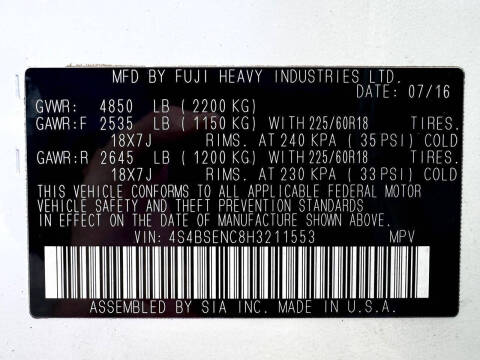 MFD BY FUJI HEAVY INDUSTRIES LTD.
DATE: 07/16
GVWR: 4850 LB (2200 KG)
GAWR:F 2535 LB (1150 KG) WITH 225/60R18 TIRES.
18X7J RIMS. AT 240 KPA (35 PSI) COLD
GAWR:R 2645 LB (1200 KG) WITH 225/60R18 TIRES.
18X7J RIMS. AT 230 KPA (33 PSI) COLD
THIS VEHICLE CONFORMS TO ALL APPLICABLE FEDERAL MOTOR
VEHICLE SAFETY AND THEFT PREVENTION STANDARDS
IN EFFECT ON THE DATE OF MANUFACTURE SHOWN ABOVE.
VIN: 4S4BSENC8H3211553 MPV
ASSEMBLED BY SIA INC. MADE IN U.S.A.